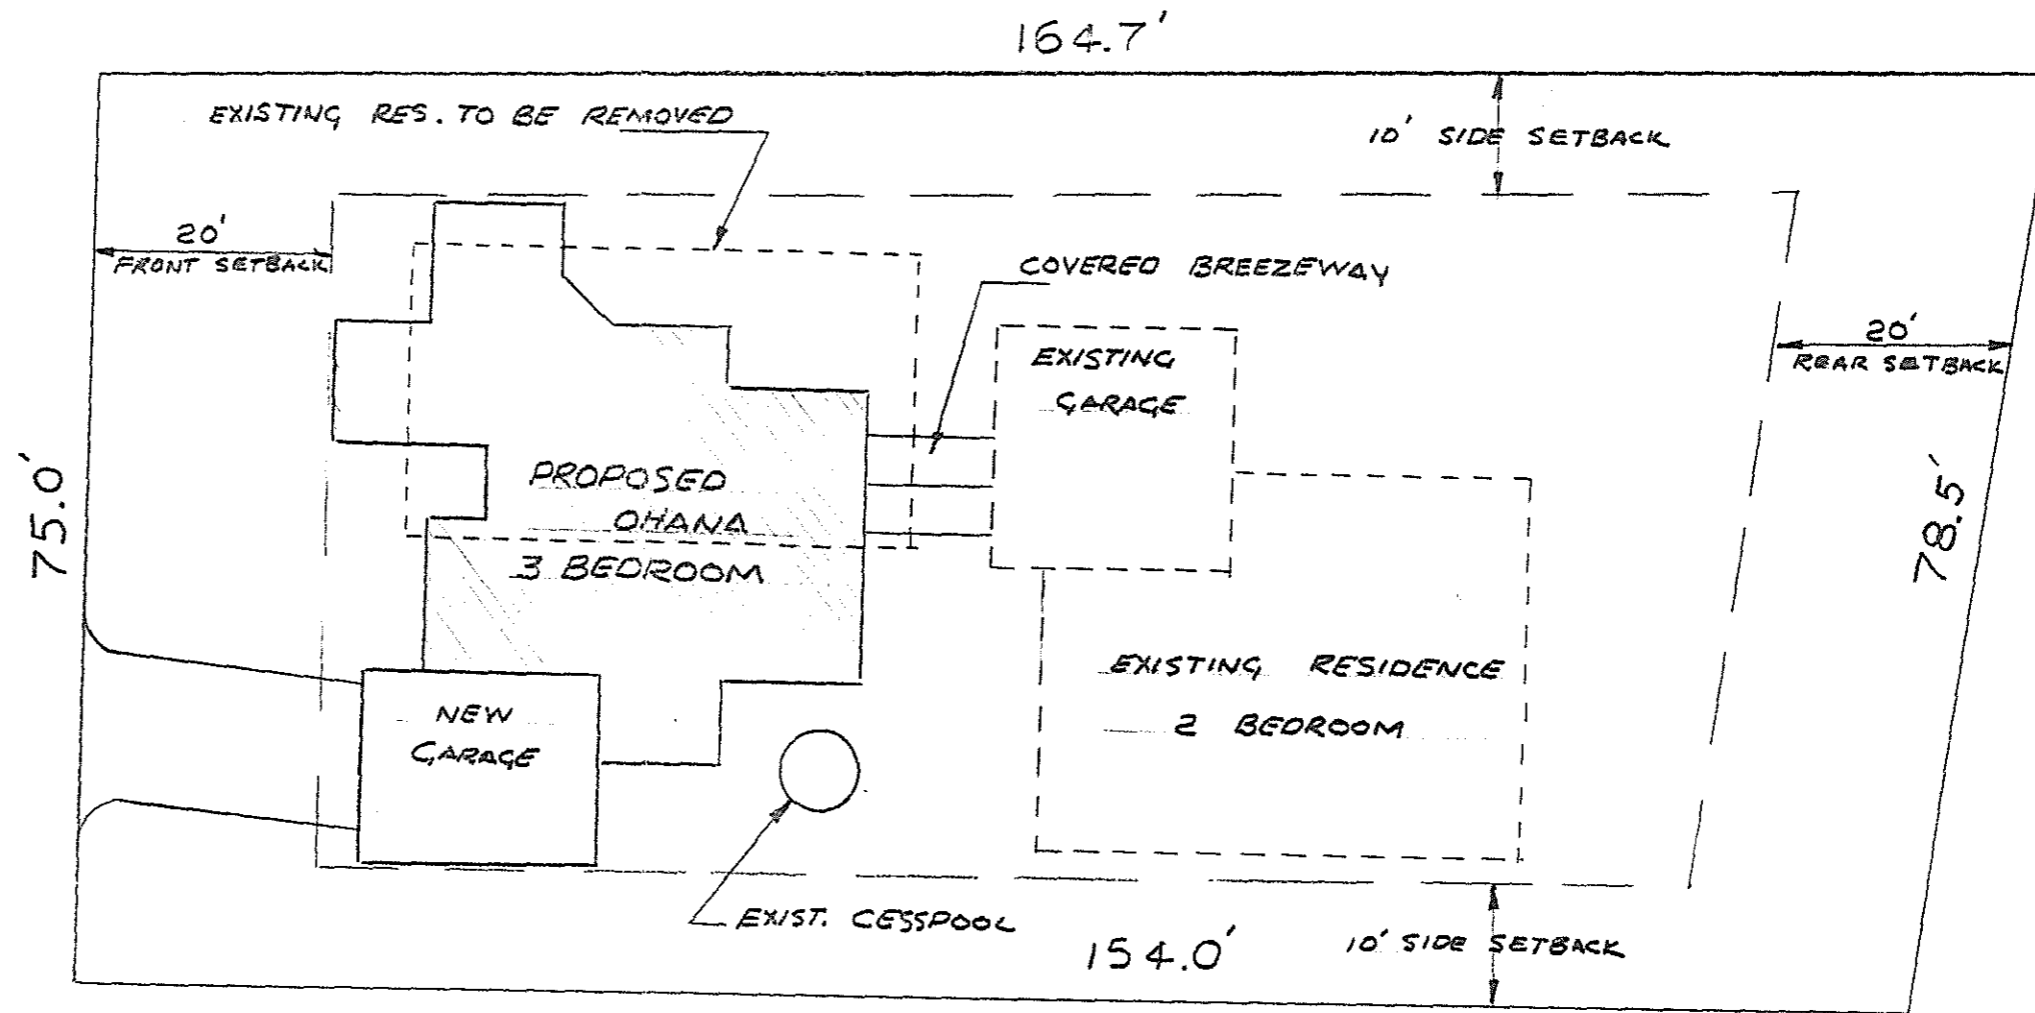 164.7'
EXISTING RES. TO BE REMOVED
10' SIDE SETBACK
20'
FRONT SETBACK
COVERED BREEZEWAY
EXISTING
GARAGE
20'
REAR SETBACK
75.0'
PROPOSED
OHANA
3 BEDROOM
78.5'
EXISTING RESIDENCE
2 BEDROOM
NEW
GARAGE
EXIST. CESSPOOL
154.0'
10' SIDE SETBACK